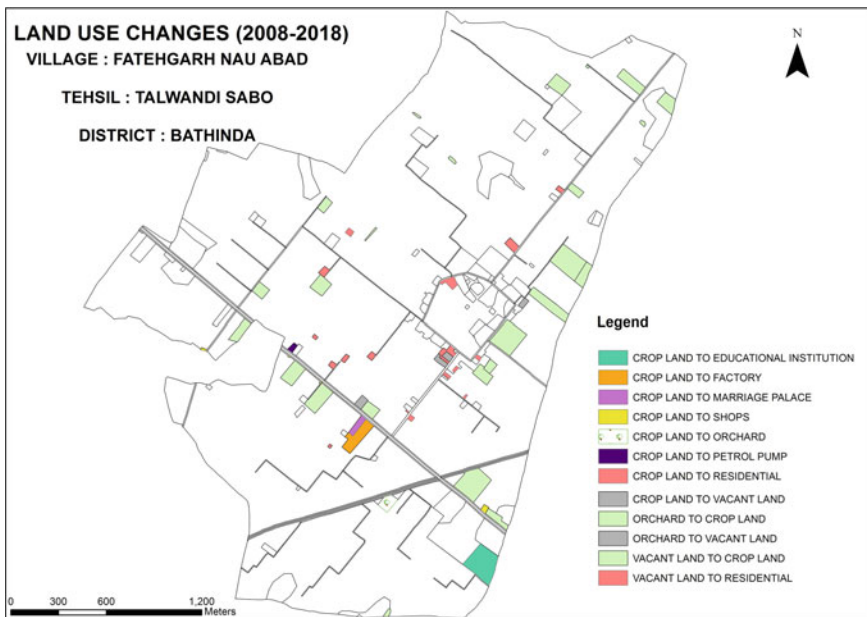 LAND USE CHANGES (2008-2018)
VILLAGE : FATEHGARH NAU ABAD
TEHSIL : TALWANDI SABO
DISTRICT : BATHINDA
N
Legend
CROP LAND TO EDUCATIONAL INSTITUTION
CROP LAND TO FACTORY
CROP LAND TO MARRIAGE PALACE
CROP LAND TO SHOPS
CROP LAND TO ORCHARD
CROP LAND TO PETROL PUMP
CROP LAND TO RESIDENTIAL
CROP LAND TO VACANT LAND
ORCHARD TO CROP LAND
ORCHARD TO VACANT LAND
VACANT LAND TO CROP LAND
VACANT LAND TO RESIDENTIAL
0 300 600 1,200
Meters